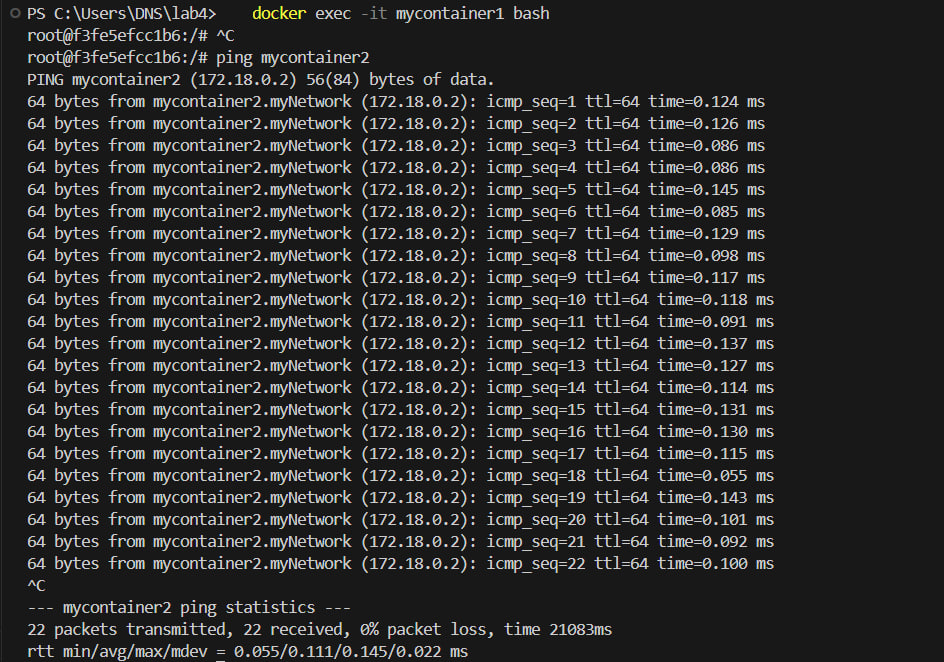 PS C:\Users\DNS\lab4>    docker exec -it mycontainer1 bash
root@f3fe5efcc1b6:/# ^C
root@f3fe5efcc1b6:/# ping mycontainer2
PING mycontainer2 (172.18.0.2) 56(84) bytes of data.
64 bytes from mycontainer2.myNetwork (172.18.0.2): icmp_seq=1 ttl=64 time=0.124 ms
64 bytes from mycontainer2.myNetwork (172.18.0.2): icmp_seq=2 ttl=64 time=0.126 ms
64 bytes from mycontainer2.myNetwork (172.18.0.2): icmp_seq=3 ttl=64 time=0.086 ms
64 bytes from mycontainer2.myNetwork (172.18.0.2): icmp_seq=4 ttl=64 time=0.086 ms
64 bytes from mycontainer2.myNetwork (172.18.0.2): icmp_seq=5 ttl=64 time=0.145 ms
64 bytes from mycontainer2.myNetwork (172.18.0.2): icmp_seq=6 ttl=64 time=0.085 ms
64 bytes from mycontainer2.myNetwork (172.18.0.2): icmp_seq=7 ttl=64 time=0.129 ms
64 bytes from mycontainer2.myNetwork (172.18.0.2): icmp_seq=8 ttl=64 time=0.098 ms
64 bytes from mycontainer2.myNetwork (172.18.0.2): icmp_seq=9 ttl=64 time=0.117 ms
64 bytes from mycontainer2.myNetwork (172.18.0.2): icmp_seq=10 ttl=64 time=0.118 ms
64 bytes from mycontainer2.myNetwork (172.18.0.2): icmp_seq=11 ttl=64 time=0.091 ms
64 bytes from mycontainer2.myNetwork (172.18.0.2): icmp_seq=12 ttl=64 time=0.137 ms
64 bytes from mycontainer2.myNetwork (172.18.0.2): icmp_seq=13 ttl=64 time=0.127 ms
64 bytes from mycontainer2.myNetwork (172.18.0.2): icmp_seq=14 ttl=64 time=0.114 ms
64 bytes from mycontainer2.myNetwork (172.18.0.2): icmp_seq=15 ttl=64 time=0.131 ms
64 bytes from mycontainer2.myNetwork (172.18.0.2): icmp_seq=16 ttl=64 time=0.130 ms
64 bytes from mycontainer2.myNetwork (172.18.0.2): icmp_seq=17 ttl=64 time=0.115 ms
64 bytes from mycontainer2.myNetwork (172.18.0.2): icmp_seq=18 ttl=64 time=0.055 ms
64 bytes from mycontainer2.myNetwork (172.18.0.2): icmp_seq=19 ttl=64 time=0.143 ms
64 bytes from mycontainer2.myNetwork (172.18.0.2): icmp_seq=20 ttl=64 time=0.101 ms
64 bytes from mycontainer2.myNetwork (172.18.0.2): icmp_seq=21 ttl=64 time=0.092 ms
64 bytes from mycontainer2.myNetwork (172.18.0.2): icmp_seq=22 ttl=64 time=0.100 ms
^C
--- mycontainer2 ping statistics ---
22 packets transmitted, 22 received, 0% packet loss, time 21083ms
rtt min/avg/max/mdev = 0.055/0.111/0.145/0.022 ms